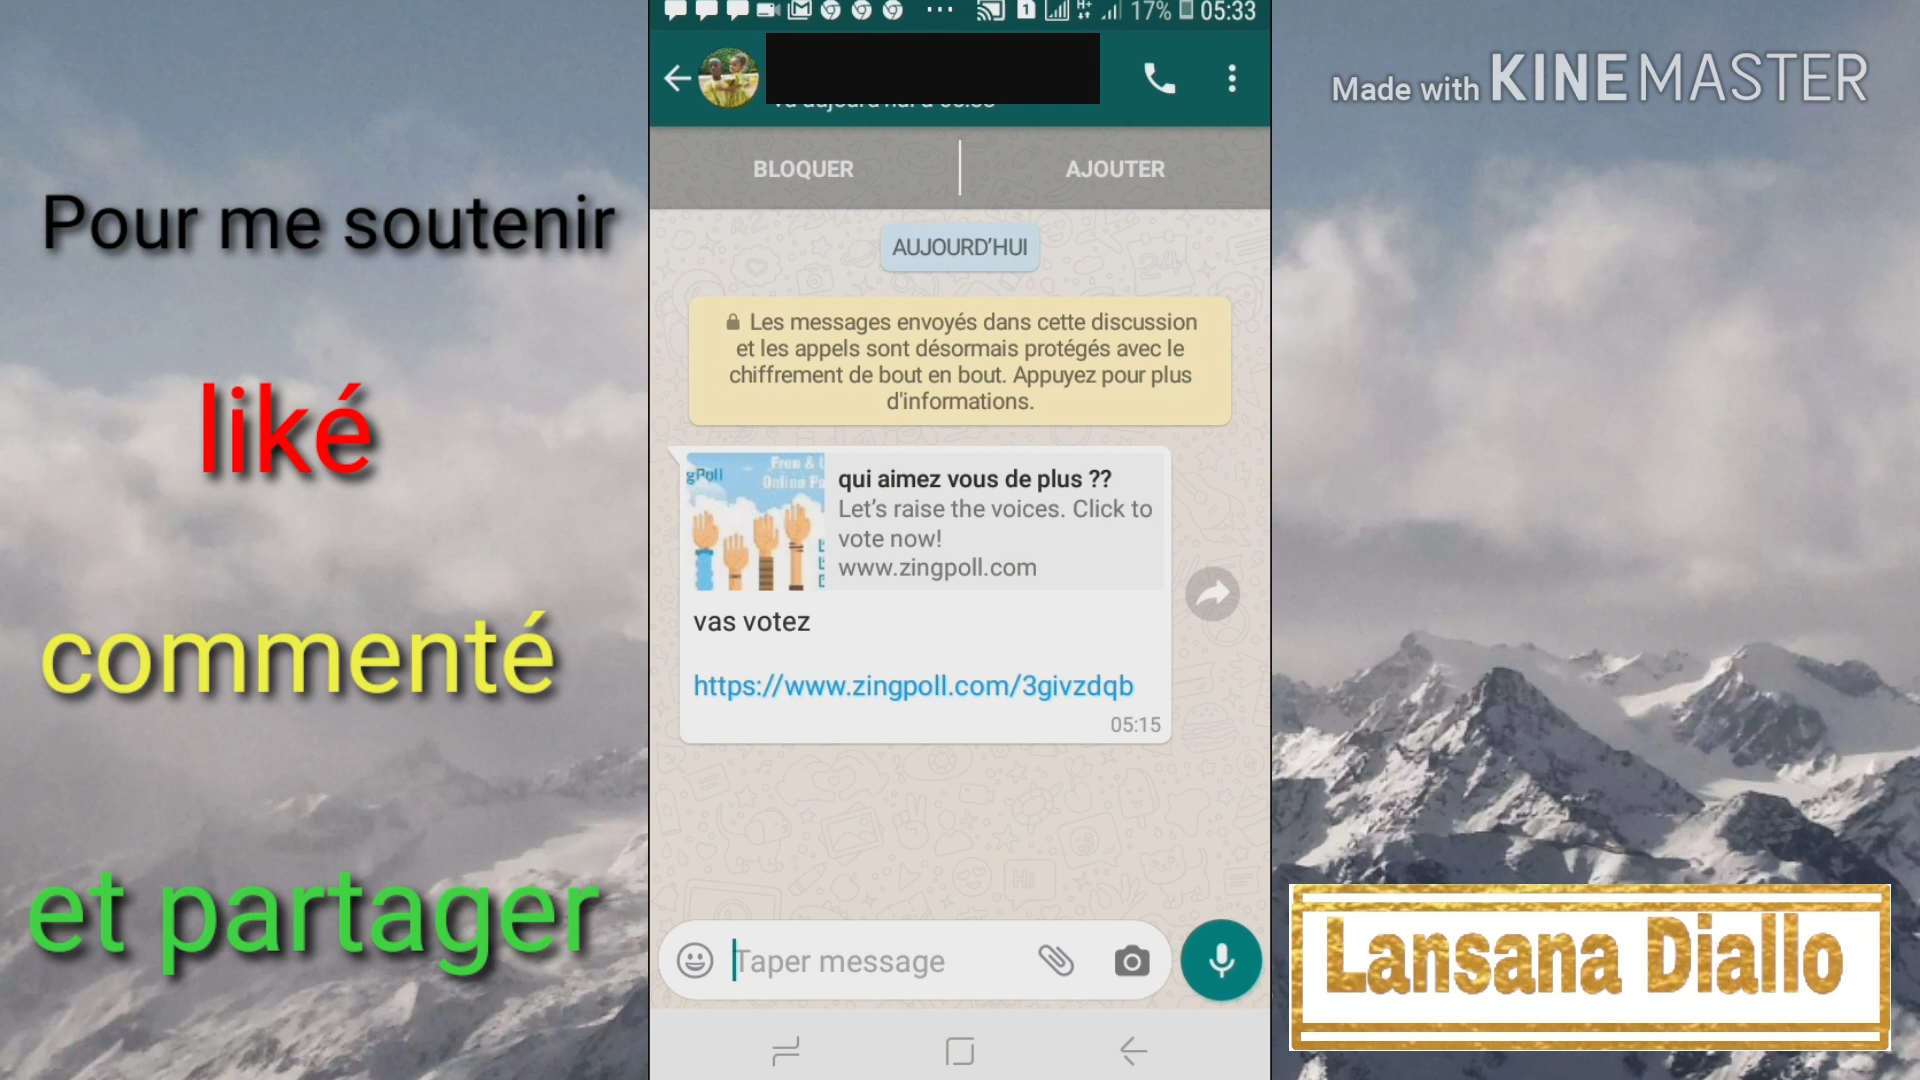 Pour me soutenir
liké
commenté
et partager
17% 05:33
BLOQUER
AJOUTER
AUJOURD'HUI
Les messages envoyés dans cette discussion
et les appels sont désormais protégés avec le
chiffrement de bout en bout. Appuyez pour plus
d'informations.
gPoll
Free &
Online
qui aimez vous de plus ??
Let's raise the voices. Click to
vote now!
www.zingpoll.com
vas votez
https://www.zingpoll.com/3givzdqb
05:15
Taper message
Made with KINEMASTER
Lansana Diallo